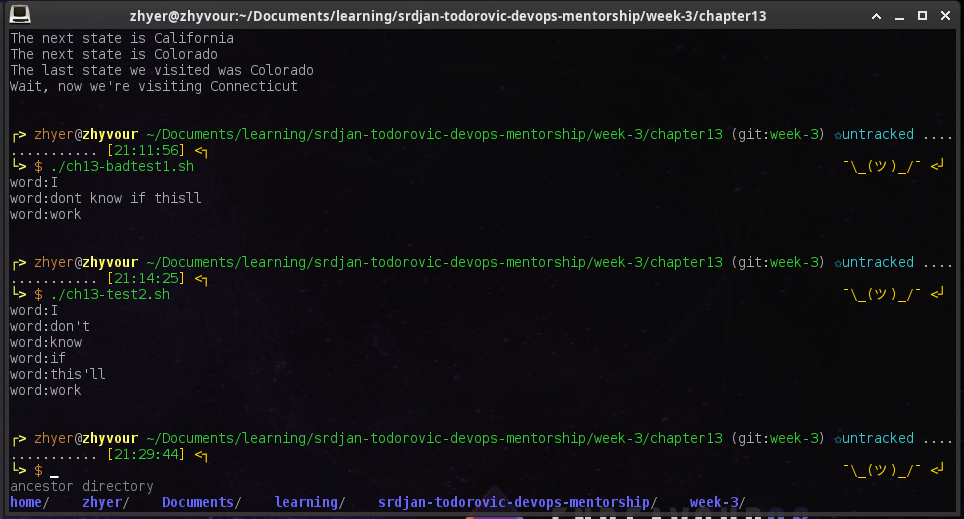 zhyer@zhyvour:~/Documents/learning/srdjan-todorovic-devops-mentorship/week-3/chapter13
The next state is California
The next state is Colorado
The last state we visited was Colorado
Wait, now we're visiting Connecticut
┌> zhyer@zhyvour ~/Documents/learning/srdjan-todorovic-devops-mentorship/week-3/chapter13 (git:week-3) ✩untracked ....
........... [21:11:56] <┐
└> $ ./ch13-badtest1.sh ¯\_(ツ)_/¯ <┘
word:I
word:dont know if thisll
word:work
┌> zhyer@zhyvour ~/Documents/learning/srdjan-todorovic-devops-mentorship/week-3/chapter13 (git:week-3) ✩untracked ....
........... [21:14:25] <┐
└> $ ./ch13-test2.sh ¯\_(ツ)_/¯ <┘
word:I
word:don't
word:know
word:if
word:this'll
word:work
┌> zhyer@zhyvour ~/Documents/learning/srdjan-todorovic-devops-mentorship/week-3/chapter13 (git:week-3) ✩untracked ....
........... [21:29:44] <┐
└> $ _ ¯\_(ツ)_/¯ <┘
ancestor directory
home/ zhyer/ Documents/ learning/ srdjan-todorovic-devops-mentorship/ week-3/